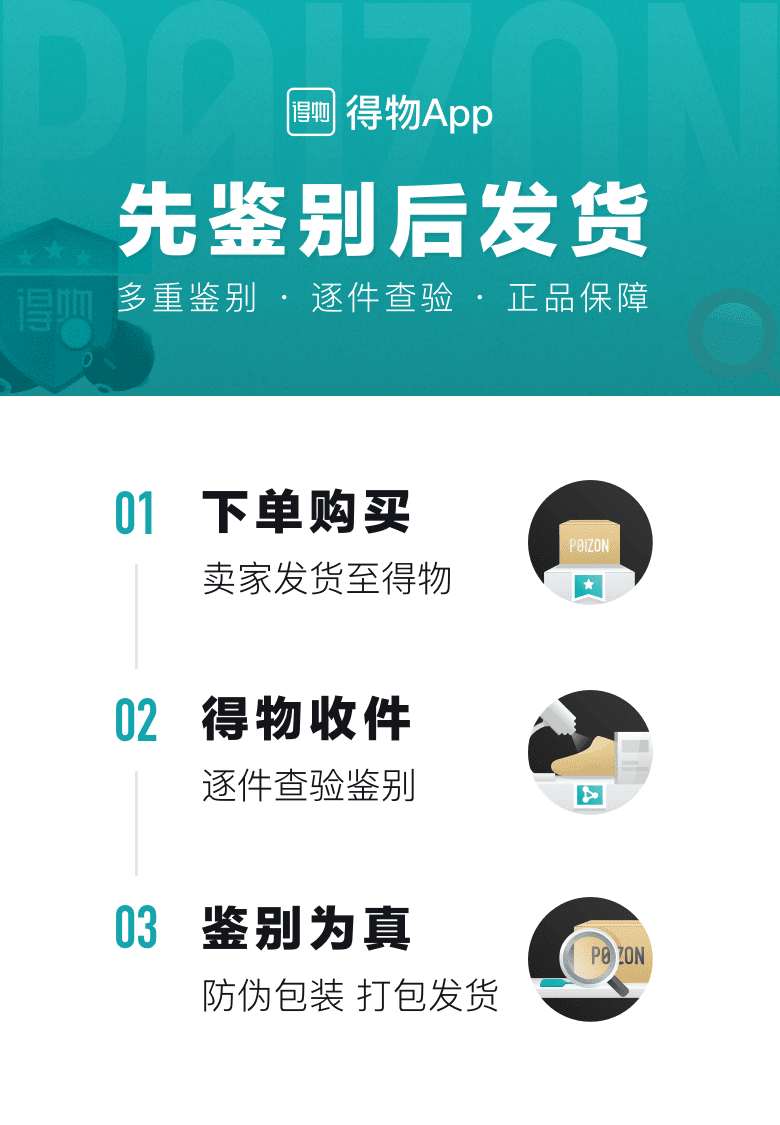 POIZON
得物 得物App
先鉴别后发货
得物
多重鉴别 · 逐件查验 · 正品保障
01 下单购买
卖家发货至得物
POIZON
02 得物收件
逐件查验鉴别
03 鉴别为真
防伪包装 打包发货
POIZON